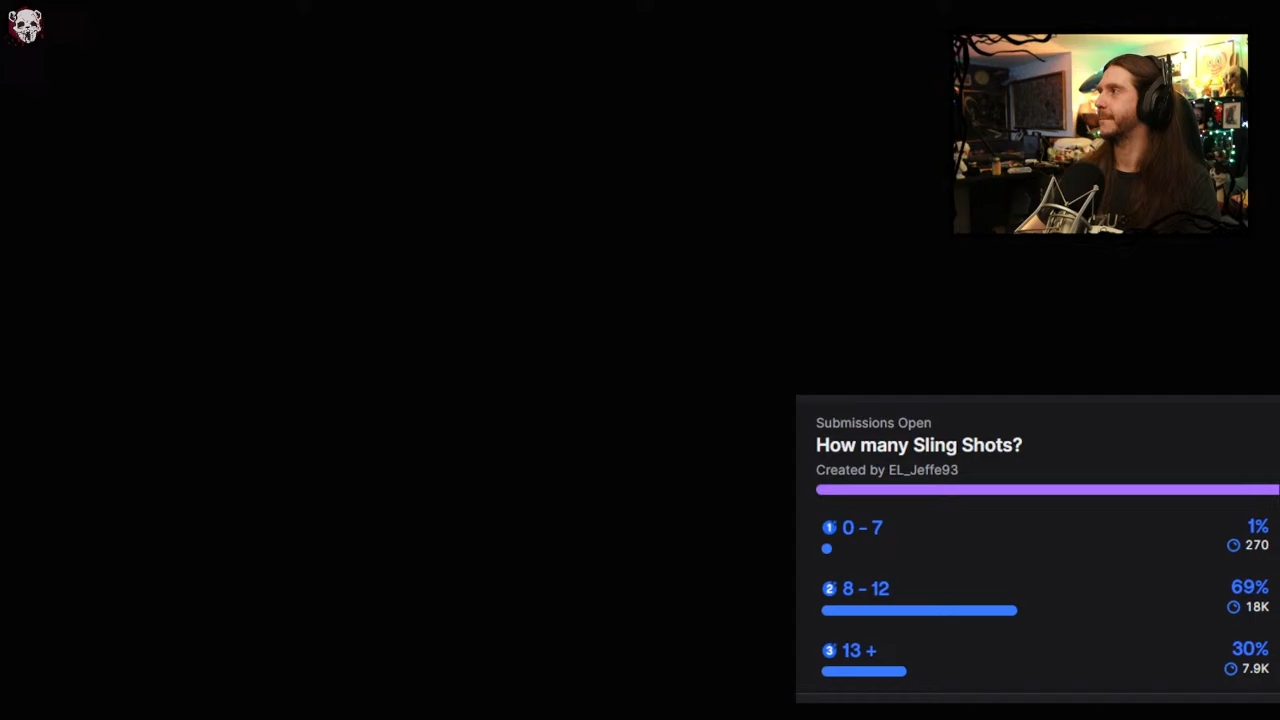 Submissions Open
How many Sling Shots?
Created by EL_Jeffe93
1 0 - 7 1%
270
2 8 - 12 69%
18K
3 13 + 30%
7.9K